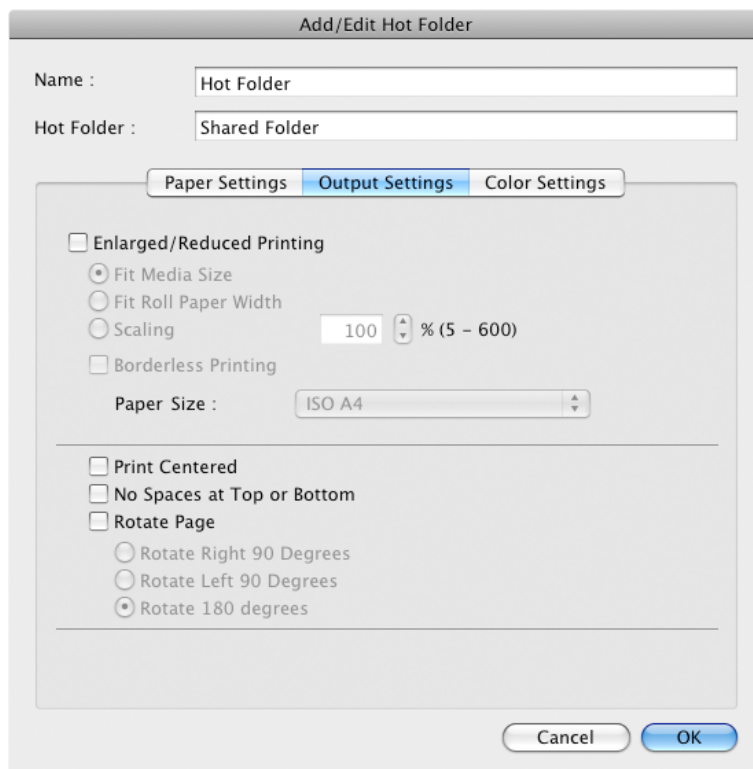 Add/Edit Hot Folder
Name :
Hot Folder
Hot Folder :
Shared Folder
Paper Settings
Output Settings
Color Settings
Enlarged/Reduced Printing
Fit Media Size
Fit Roll Paper Width
Scaling
100
% (5 – 600)
Borderless Printing
Paper Size :
ISO A4
Print Centered
No Spaces at Top or Bottom
Rotate Page
Rotate Right 90 Degrees
Rotate Left 90 Degrees
Rotate 180 degrees
Cancel
OK